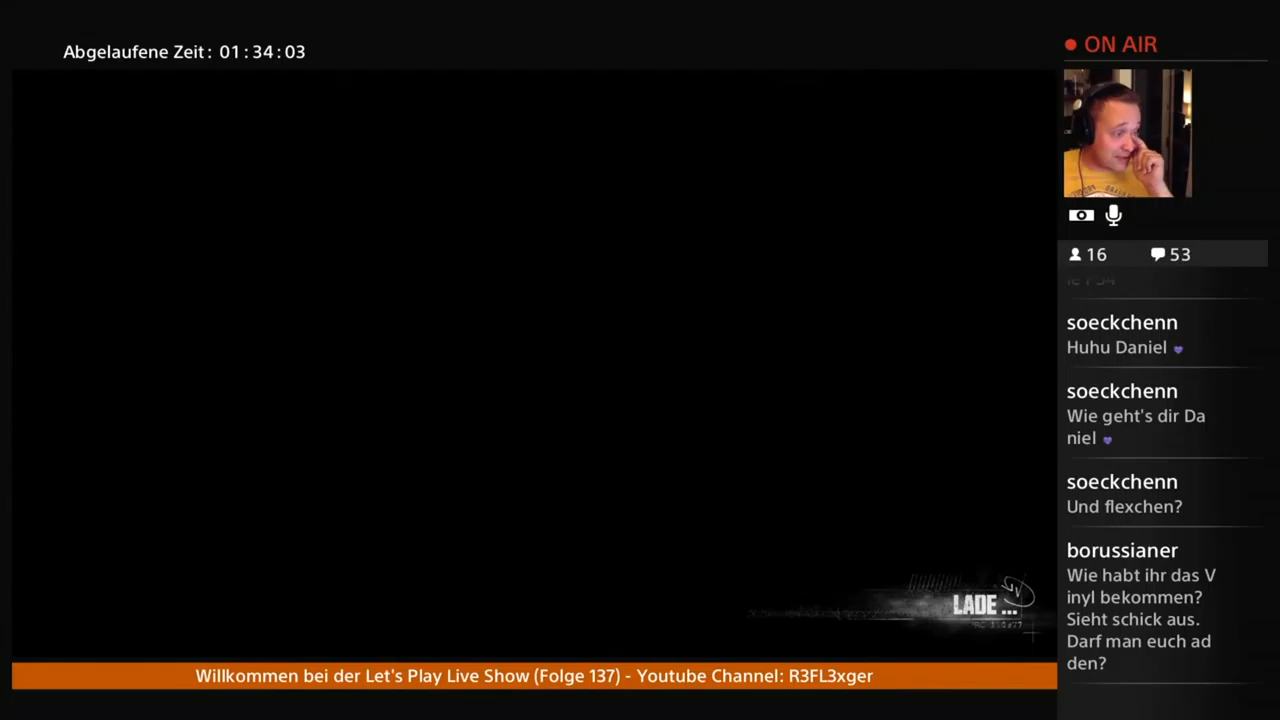 Abgelaufene Zeit: 01:34:03
ON AIR
16 53
soeckchenn
Huhu Daniel
soeckchenn
Wie geht's dir Da
niel
soeckchenn
Und flexchen?
borussianer
Wie habt ihr das V
inyl bekommen?
Sieht schick aus.
Darf man euch ad
den?
LADE ...
Willkommen bei der Let's Play Live Show (Folge 137) - Youtube Channel: R3FL3xger